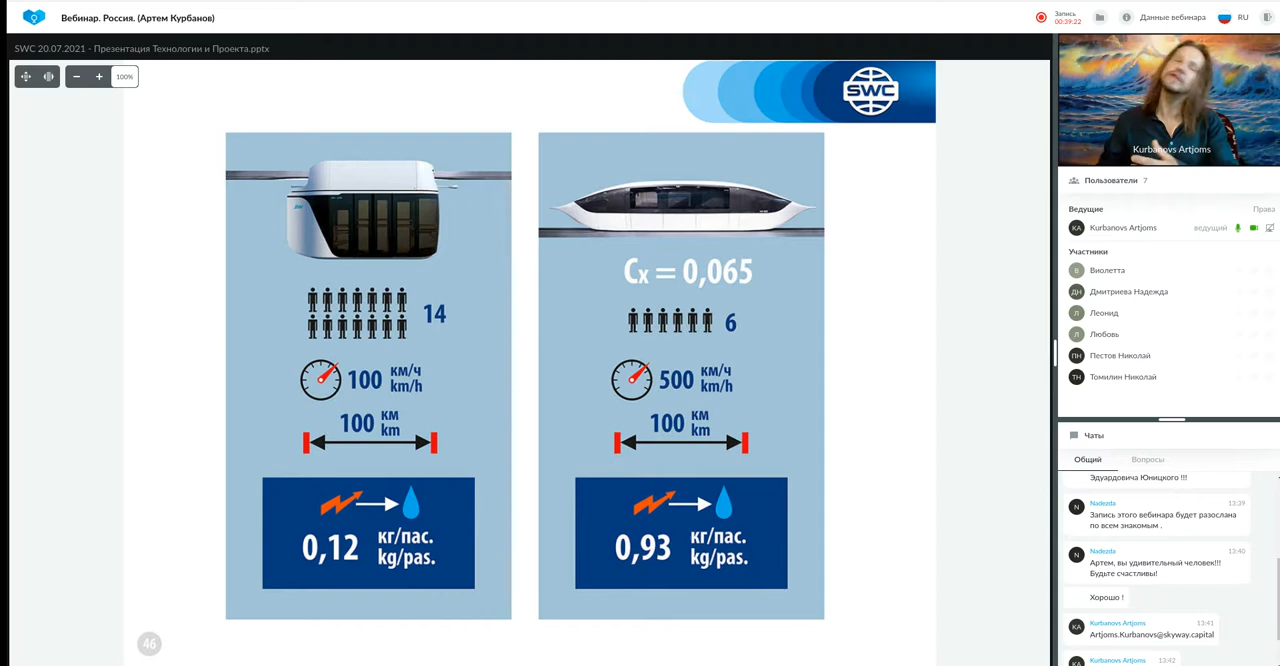 Вебинар. Россия. (Артем Курбанов)
Запись
00:39:22
Данные вебинара
RU
SWC 20.07.2021 - Презентация Технологии и Проекта.pptx
100%
SWC
14
100 км/ч
km/h
100 км
km
0,12 кг/пас.
kg/pas.
Cx = 0,065
6
500 км/ч
km/h
100 км
km
0,93 кг/пас.
kg/pas.
46
Kurbanovs Artjoms
Пользователи 7
Ведущие Права
KA Kurbanovs Artjoms ведущий
Участники
В Виолетта
ДН Дмитриева Надежда
Л Леонид
Л Любовь
ПН Пестов Николай
ТН Томилин Николай
Чаты
Общий Вопросы
Эдуардовича Юницкого !!!
N Nadezda 13:39
Запись этого вебинара будет разослана
по всем знакомым .
N Nadezda 13:40
Артем, вы удивительный человек!!!
Будьте счастливы!
Хорошо !
KA Kurbanovs Artjoms 13:41
Artjoms.Kurbanovs@skyway.capital
KA Kurbanovs Artjoms 13:42